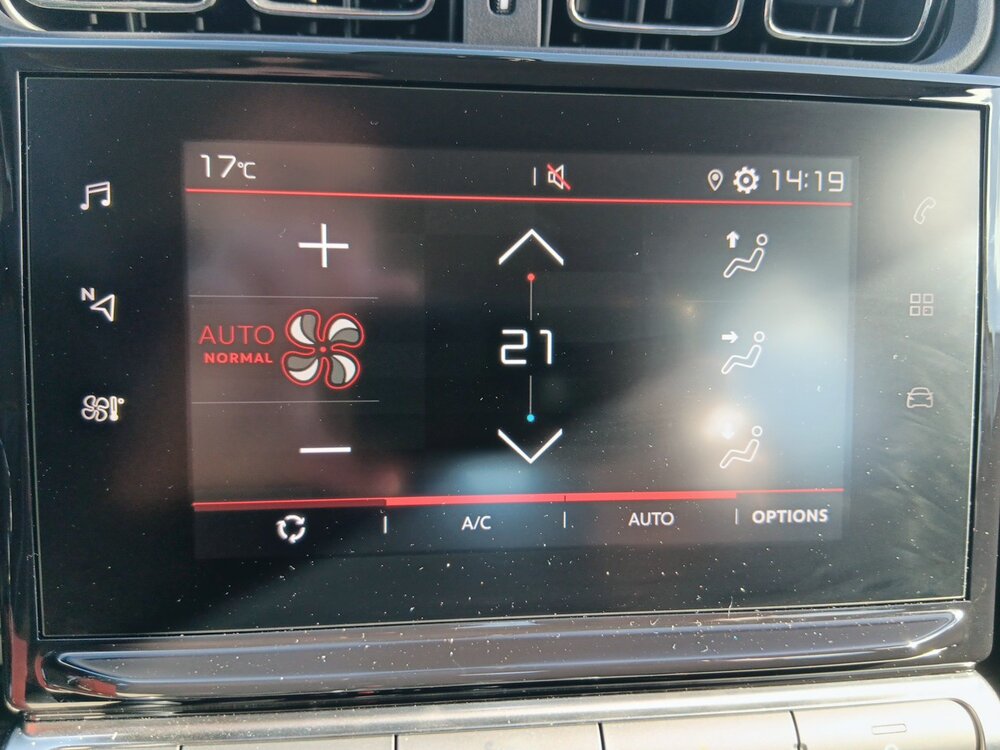 17°C
14:19
N
AUTO
NORMAL
21
A/C
AUTO
OPTIONS